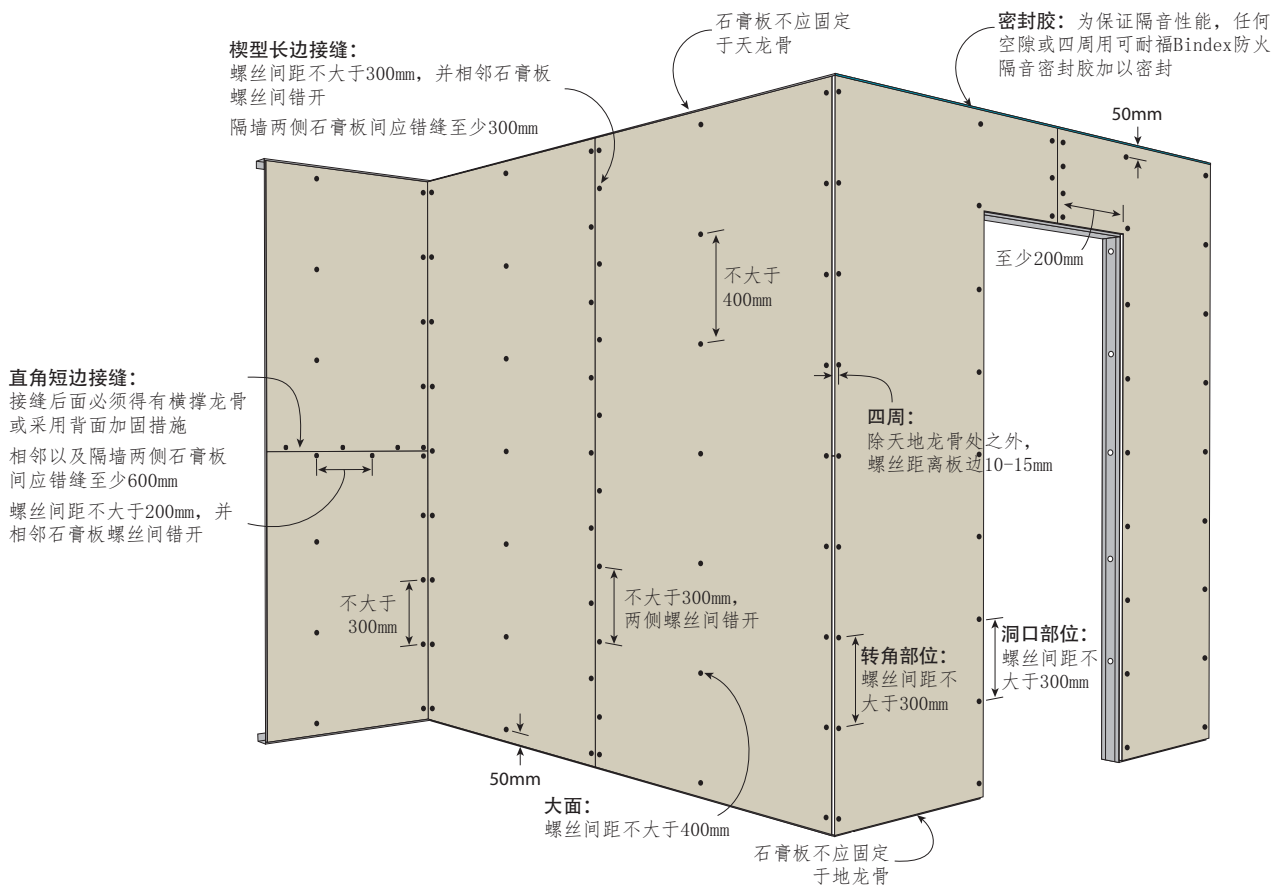 楔型长边接缝：
螺丝间距不大于300mm，并相邻石膏板
螺丝间错开
隔墙两侧石膏板间应错缝至少300mm
石膏板不应固定
于天龙骨
密封胶：为保证隔音性能，任何
空隙或四周用可耐福Bindex防火
隔音密封胶加以密封
50mm
至少200mm
不大于
400mm
直角短边接缝：
接缝后面必须得有横撑龙骨
或采用背面加固措施
相邻以及隔墙两侧石膏板
间应错缝至少600mm
螺丝间距不大于200mm，并
相邻石膏板螺丝间错开
四周：
除天地龙骨处之外，
螺丝距离板边10-15mm
不大于
300mm
不大于300mm，
两侧螺丝间错开
转角部位：
螺丝间距不
大于300mm
洞口部位：
螺丝间距不
大于300mm
50mm
大面：
螺丝间距不大于400mm
石膏板不应固定
于地龙骨